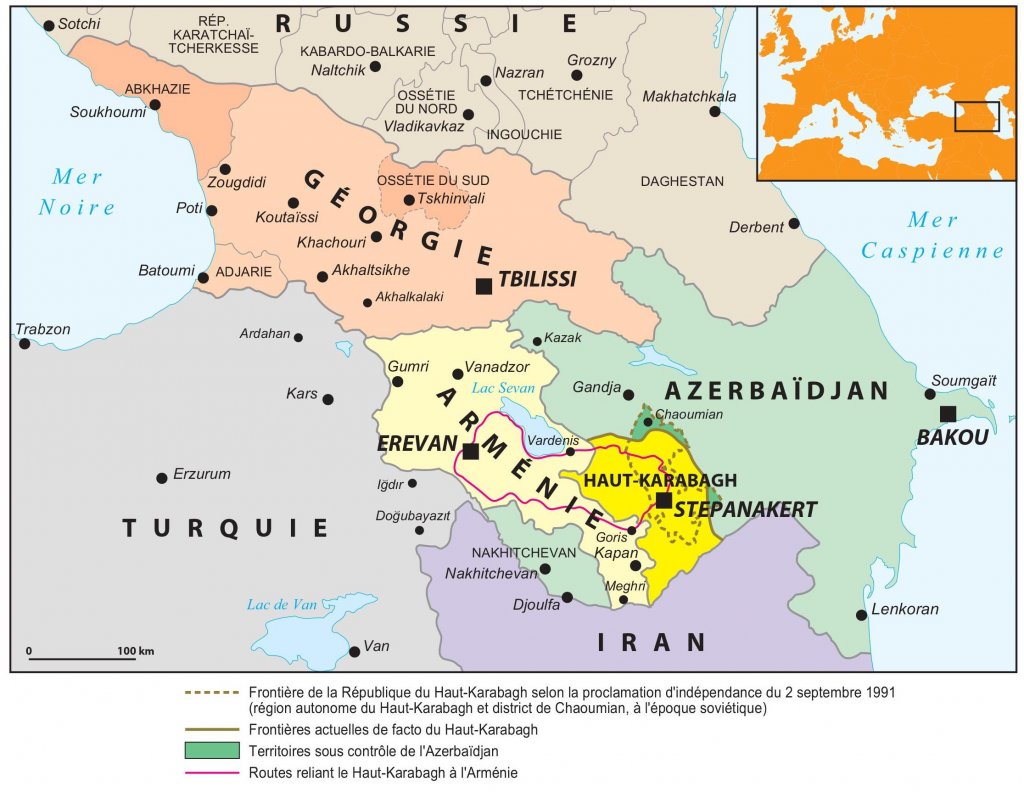 Sotchi
RÉP.
KARATCHAÏ-
TCHERKESSE
RUSSIE
KABARDO-BALKARIE
Naltchik
Nazran
Grozny
TCHÉTCHÉNIE
OSSÉTIE
DU NORD
Vladikavkaz
INGOUCHIE
Makhatchkala
ABKHAZIE
Soukhoumi
DAGHESTAN
Mer
Noire
Zougdidi
OSSÉTIE DU SUD
Tskhinvali
GÉORGIE
Poti
Koutaïssi
Khachouri
Derbent
Mer
Caspienne
Batoumi
ADJARIE
Akhaltsikhe
TBILISSI
Akhalkalaki
Trabzon
Ardahan
Kazak
Gumri
Vanadzor
Kars
Lac Sevan
Gandja
AZERBAÏDJAN
Soumgaït
Chaoumian
BAKOU
ARMÉNIE
EREVAN
Vardenis
Erzurum
Iğdır
HAUT-KARABAGH
STEPANAKERT
TURQUIE
Doğubayazıt
Goris
Kapan
NAKHITCHEVAN
Nakhitchevan
Meghri
Djoulfa
Lac de Van
Lenkoran
IRAN
Van
0
100 km
Frontière de la République du Haut-Karabagh selon la proclamation d'indépendance du 2 septembre 1991
(région autonome du Haut-Karabagh et district de Chaoumian, à l'époque soviétique)
Frontières actuelles de facto du Haut-Karabagh
Territoires sous contrôle de l'Azerbaïdjan
Routes reliant le Haut-Karabagh à l'Arménie